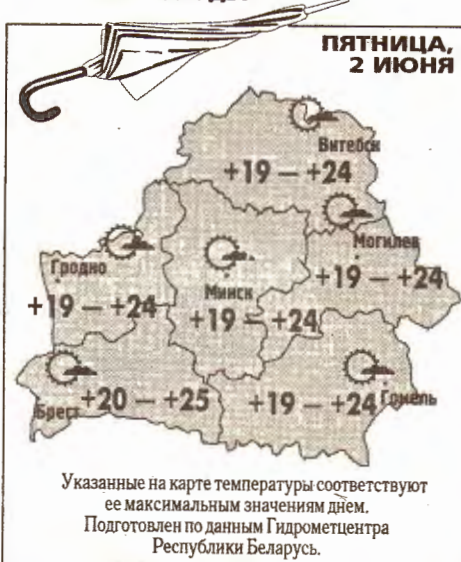 ПЯТНИЦА,
2 ИЮНЯ
Витебск
+19 — +24
Могилев
+19 — +24
Гродно
+19 — +24
Минск
+19 — +24
Брест
+20 — +25
Гомель
+19 — +24
Указанные на карте температуры соответствуют
ее максимальным значениям днем.
Подготовлен по данным Гидрометцентра
Республики Беларусь.